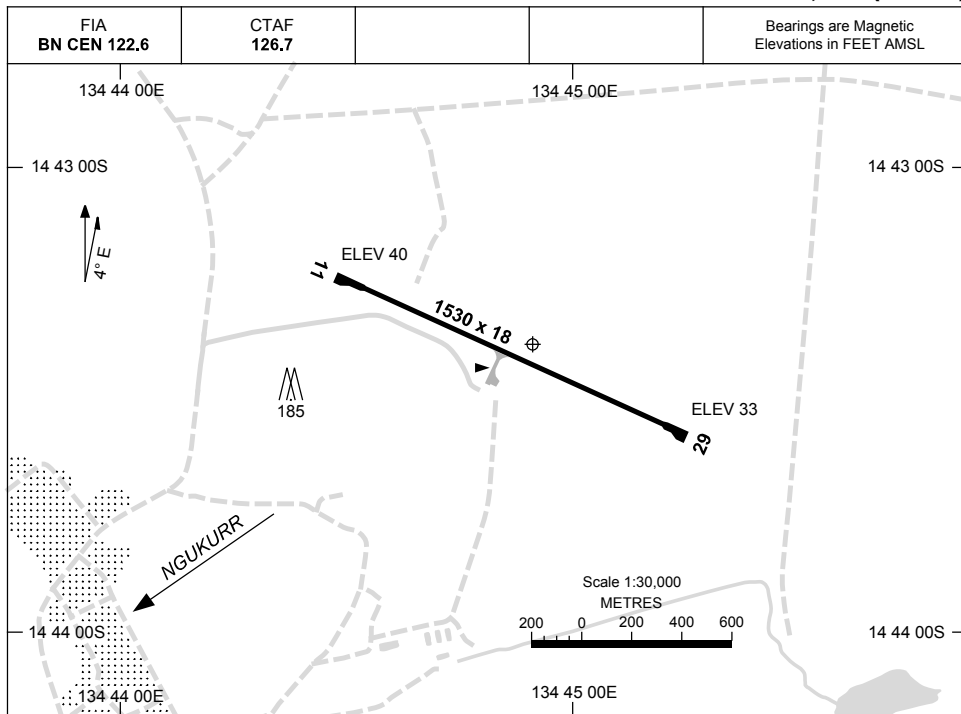 FIA
BN CEN 122.6
CTAF
126.7
Bearings are Magnetic
Elevations in FEET AMSL
134 44 00E
134 45 00E
14 43 00S
14 43 00S
4° E
11
ELEV 40
1530 x 18
185
ELEV 33
29
NGUKURR
Scale 1:30,000
METRES
200 0 200 400 600
14 44 00S
14 44 00S
134 44 00E
134 45 00E